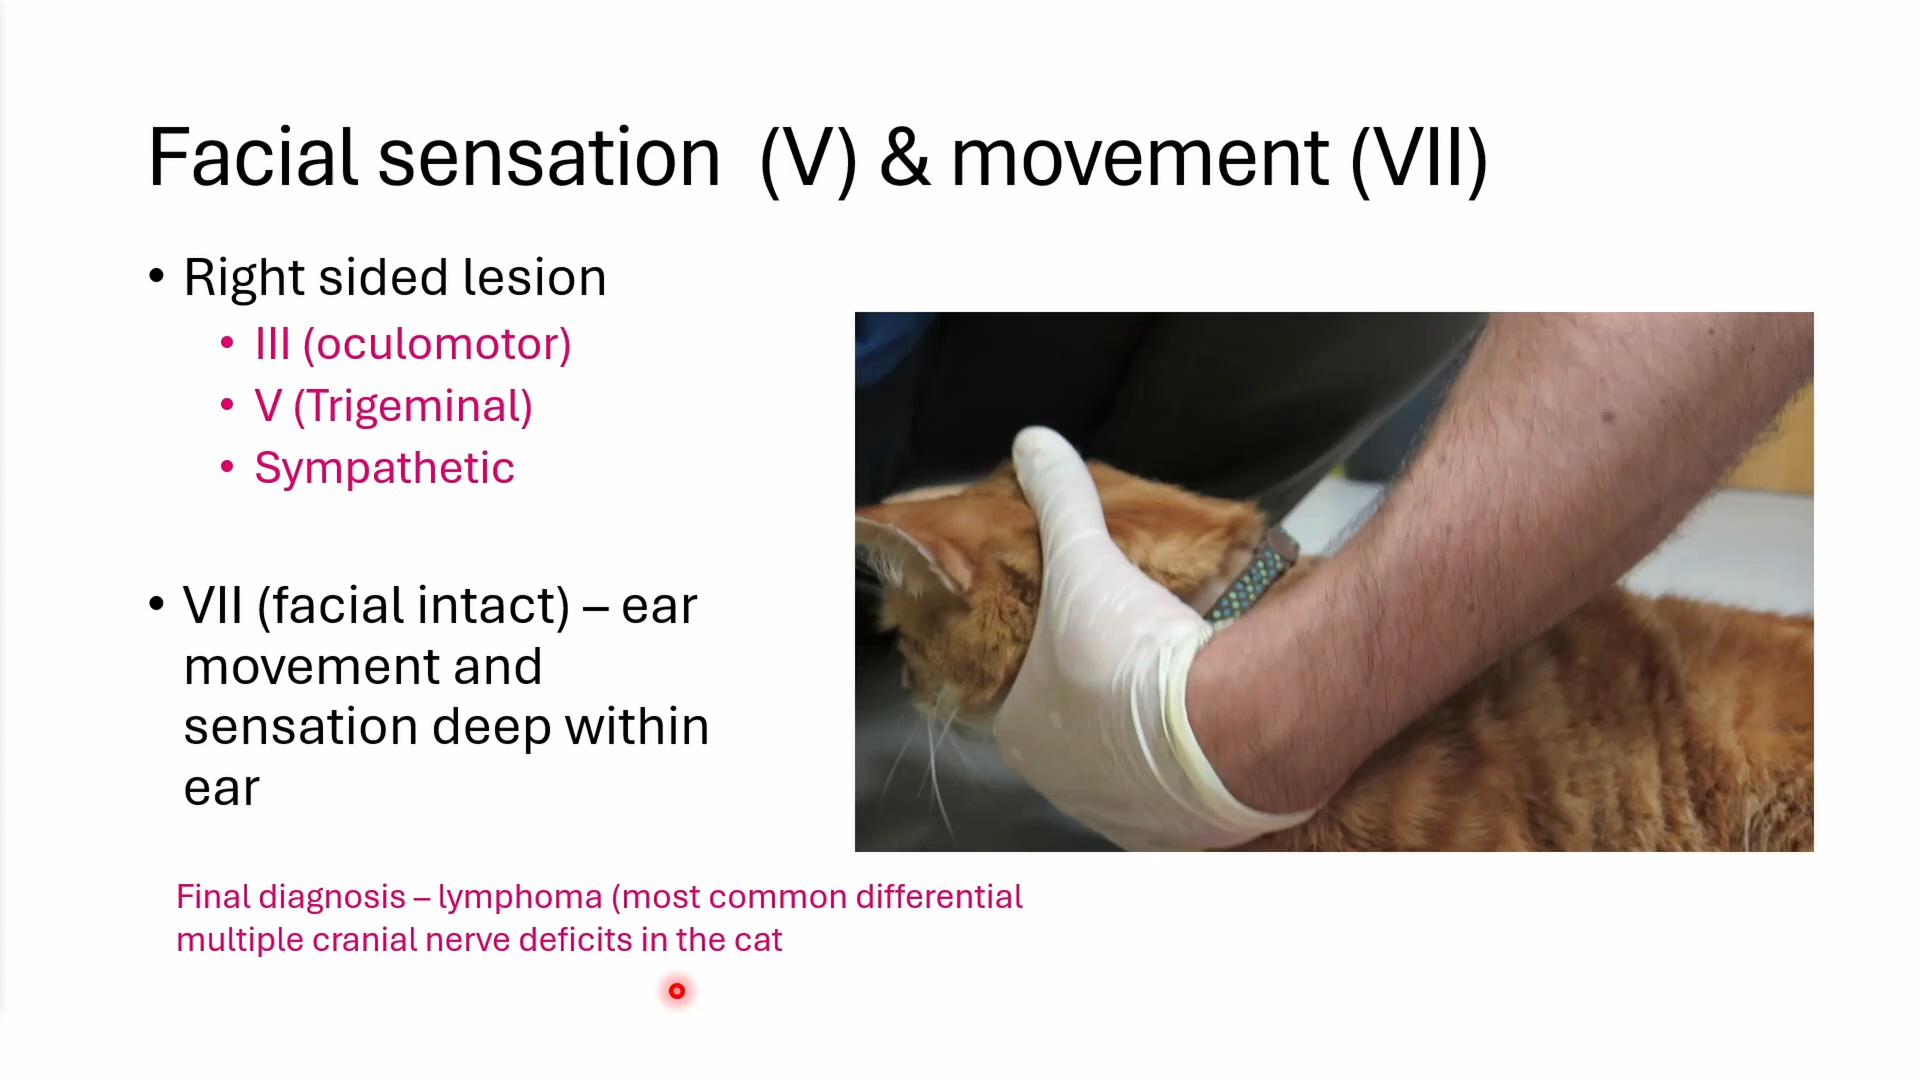 Facial sensation (V) & movement (VII)
• Right sided lesion
• III (oculomotor)
• V (Trigeminal)
• Sympathetic
• VII (facial intact) – ear
movement and
sensation deep within
ear
Final diagnosis – lymphoma (most common differential
multiple cranial nerve deficits in the cat